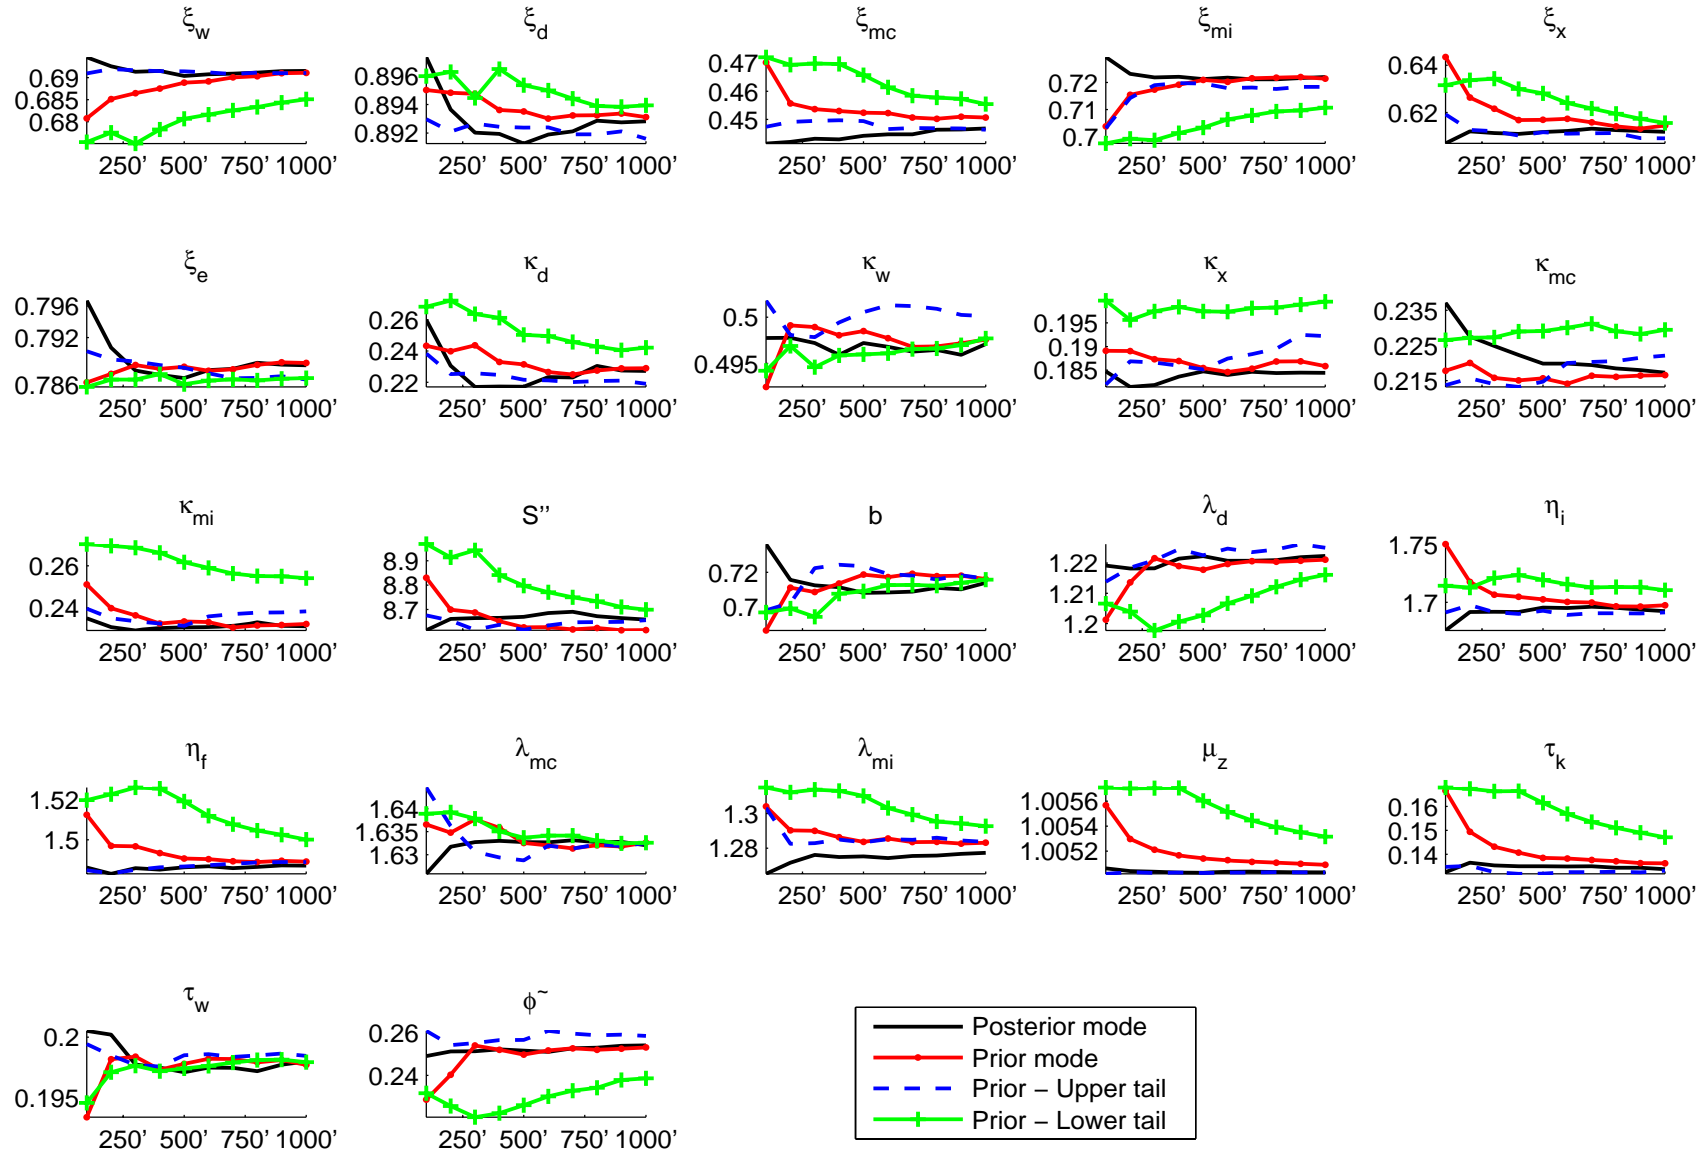 ξw ξd ξmc ξmi ξx
0.69 0.685 0.68 250' 500' 750' 1000'
0.896 0.894 0.892 250' 500' 750' 1000'
0.47 0.46 0.45 250' 500' 750' 1000'
0.72 0.71 0.7 250' 500' 750' 1000'
0.64 0.62 250' 500' 750' 1000'
ξe κd κw κx κmc
0.796 0.792 0.786 250' 500' 750' 1000'
0.26 0.24 0.22 250' 500' 750' 1000'
0.5 0.495 250' 500' 750' 1000'
0.195 0.19 0.185 250' 500' 750' 1000'
0.235 0.225 0.215 250' 500' 750' 1000'
κmi S'' b λd ηi
0.26 0.24 250' 500' 750' 1000'
8.9 8.8 8.7 250' 500' 750' 1000'
0.72 0.7 250' 500' 750' 1000'
1.22 1.21 1.2 250' 500' 750' 1000'
1.75 1.7 250' 500' 750' 1000'
ηf λmc λmi μz τk
1.52 1.5 250' 500' 750' 1000'
1.64 1.635 1.63 250' 500' 750' 1000'
1.3 1.28 250' 500' 750' 1000'
1.0056 1.0054 1.0052 250' 500' 750' 1000'
0.16 0.15 0.14 250' 500' 750' 1000'
τw ϕ~
0.2 0.195 250' 500' 750' 1000'
0.26 0.24 250' 500' 750' 1000'
Posterior mode
Prior mode
Prior − Upper tail
Prior − Lower tail